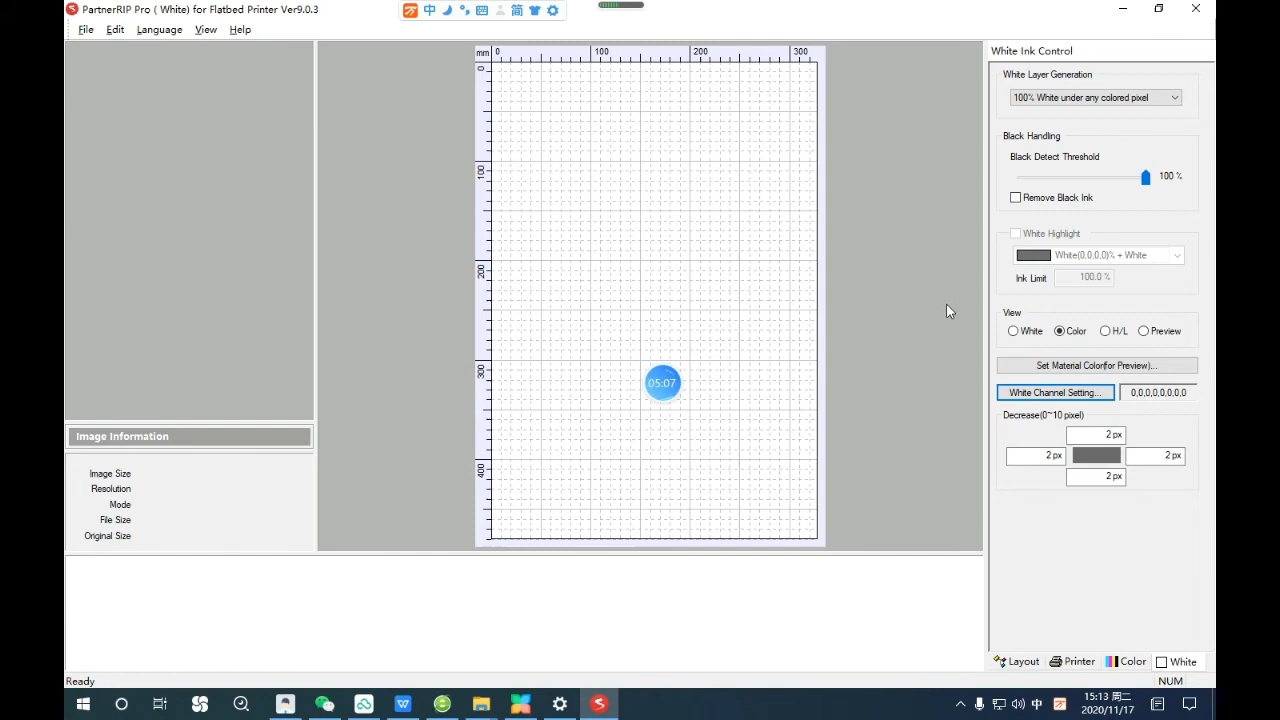 PartnerRIP Pro ( White) for Flatbed Printer Ver9.0.3
中 简
File Edit Language View Help
White Ink Control
mm 0 100 200 300
0
100
200
300
400
05:07
White Layer Generation
100% White under any colored pixel
Black Handling
Black Detect Threshold
100 %
Remove Black Ink
White Highlight
White(0.0,0,0)% + White
Ink Limit 100.0 %
View
White Color H/L Preview
Set Material Color(for Preview)...
White Channel Setting... 0,0,0,0,0,0,0,0
Decrease(0~10 pixel)
2 px
2 px 2 px
2 px
Image Information
Image Size
Resolution
Mode
File Size
Original Size
Layout Printer Color White
Ready NUM
中 15:13 周二
2020/11/17